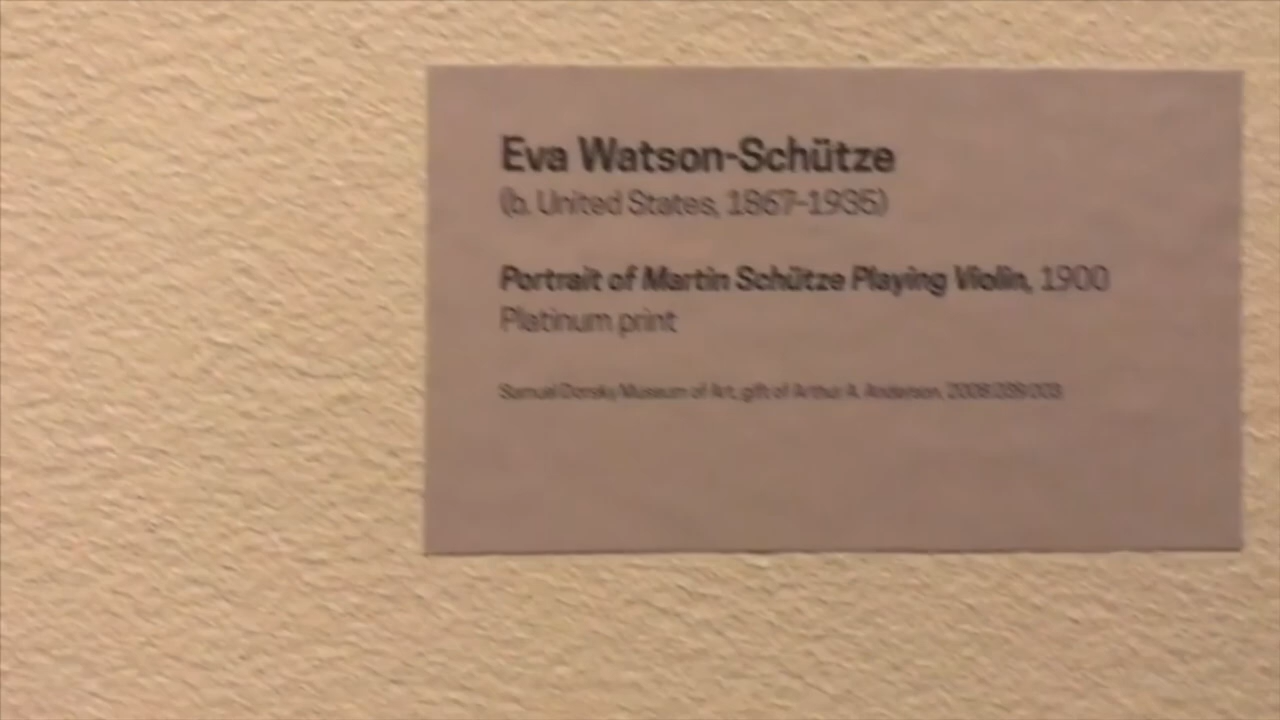 Eva Watson-Schütze
(b. United States, 1867–1935)
Portrait of Martin Schütze Playing Violin, 1900
Platinum print
Samuel Dorsky Museum of Art, gift of Arthur A. Anderson,